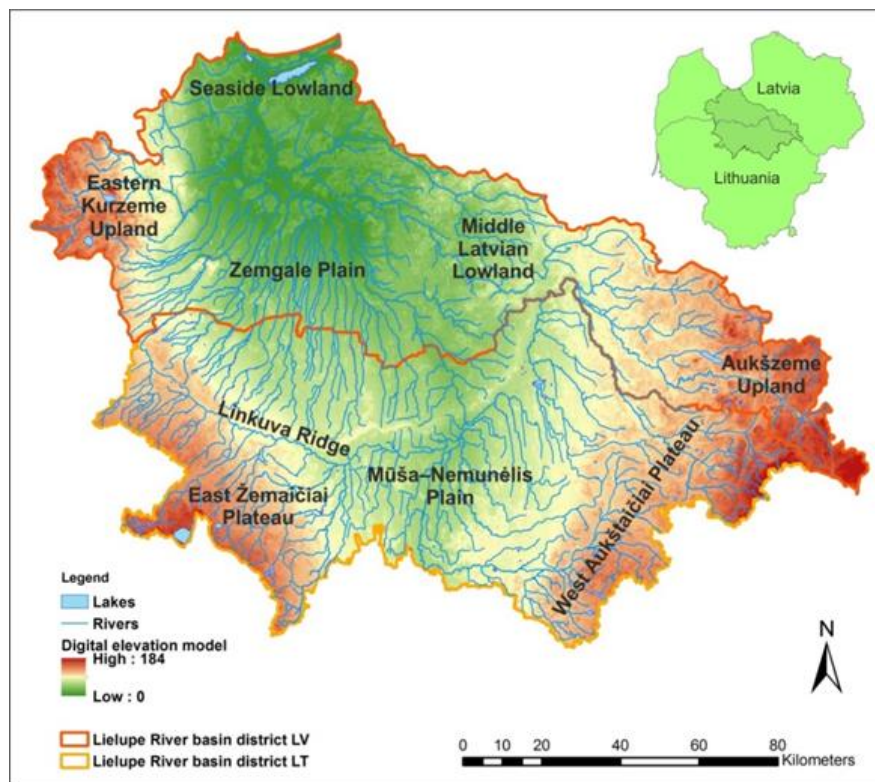 Seaside Lowland
Latvia
Lithuania
Eastern
Kurzeme
Upland
Middle
Latvian
Lowland
Zemgale Plain
Aukšzeme
Upland
Linkuva Ridge
Mūša–Nemunėlis
Plain
East Žemaičiai
Plateau
West Aukštaičiai Plateau
Legend
Lakes
Rivers
Digital elevation model
High : 184
Low : 0
N
Lielupe River basin district LV
Lielupe River basin district LT
0 10 20 40 60 80
Kilometers